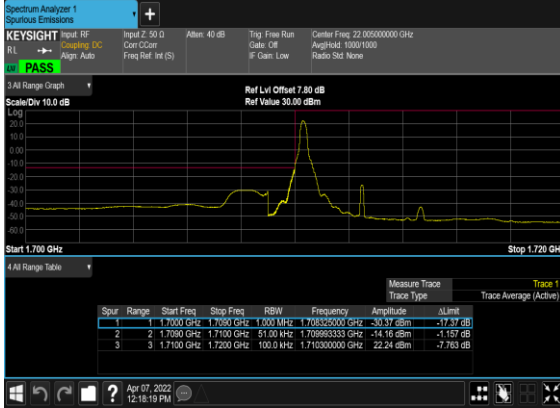 Spectrum Analyzer 1
Spurious Emissions
+
KEYSIGHT Input: RF Input Z: 50 Ω Atten: 40 dB Trig: Free Run Center Freq: 22.005000000 GHz
RL Coupling: DC Corr CCorr Gate: Off Avg|Hold: 1000/1000
Align: Auto Freq Ref: Int (S) IF Gain: Low Radio Std: None
LXI PASS
3 All Range Graph
Ref Lvl Offset 7.80 dB
Scale/Div 10.0 dB Ref Value 30.00 dBm
Log
20.0
10.0
0.00
-10.0
-20.0
-30.0
-40.0
-50.0
-60.0
Start 1.700 GHz Stop 1.720 GH
4 All Range Table
Measure Trace Trace 1
Trace Type Trace Average (Active)
Spur Range Start Freq Stop Freq RBW Frequency Amplitude ΔLimit
1 1 1.7000 GHz 1.7090 GHz 1.000 MHz 1.708325000 GHz -30.37 dBm -17.37 dB
2 2 1.7090 GHz 1.7100 GHz 51.00 kHz 1.709993333 GHz -14.16 dBm -1.157 dB
3 3 1.7100 GHz 1.7200 GHz 100.0 kHz 1.710300000 GHz 22.24 dBm -7.763 dB
? Apr 07, 2022
12:18:19 PM